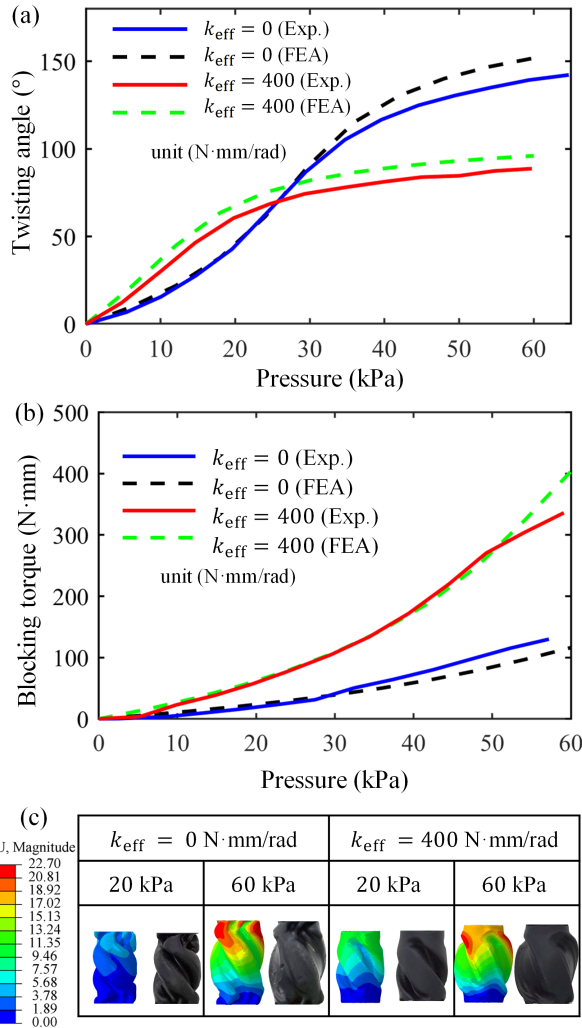 (a)
150
100
50
0
Twisting angle (°)
k_eff = 0 (Exp.)
k_eff = 0 (FEA)
k_eff = 400 (Exp.)
k_eff = 400 (FEA)
unit (N·mm/rad)
0 10 20 30 40 50 60
Pressure (kPa)
(b)
500
400
300
200
100
0
Blocking torque (N·mm)
k_eff = 0 (Exp.)
k_eff = 0 (FEA)
k_eff = 400 (Exp.)
k_eff = 400 (FEA)
unit (N·mm/rad)
0 10 20 30 40 50 60
Pressure (kPa)
(c)
U, Magnitude
22.70
20.81
18.92
17.02
15.13
13.24
11.35
9.46
7.57
5.68
3.78
1.89
0.00
k_eff = 0 N·mm/rad k_eff = 400 N·mm/rad
20 kPa 60 kPa 20 kPa 60 kPa